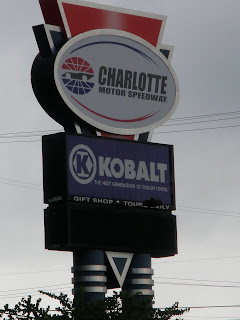 CHARLOTTE
MOTOR SPEEDWAY
K KOBALT
THE NEXT GENERATION OF TOUGH TOOLS
GIFT SHOP * TOURS DAILY